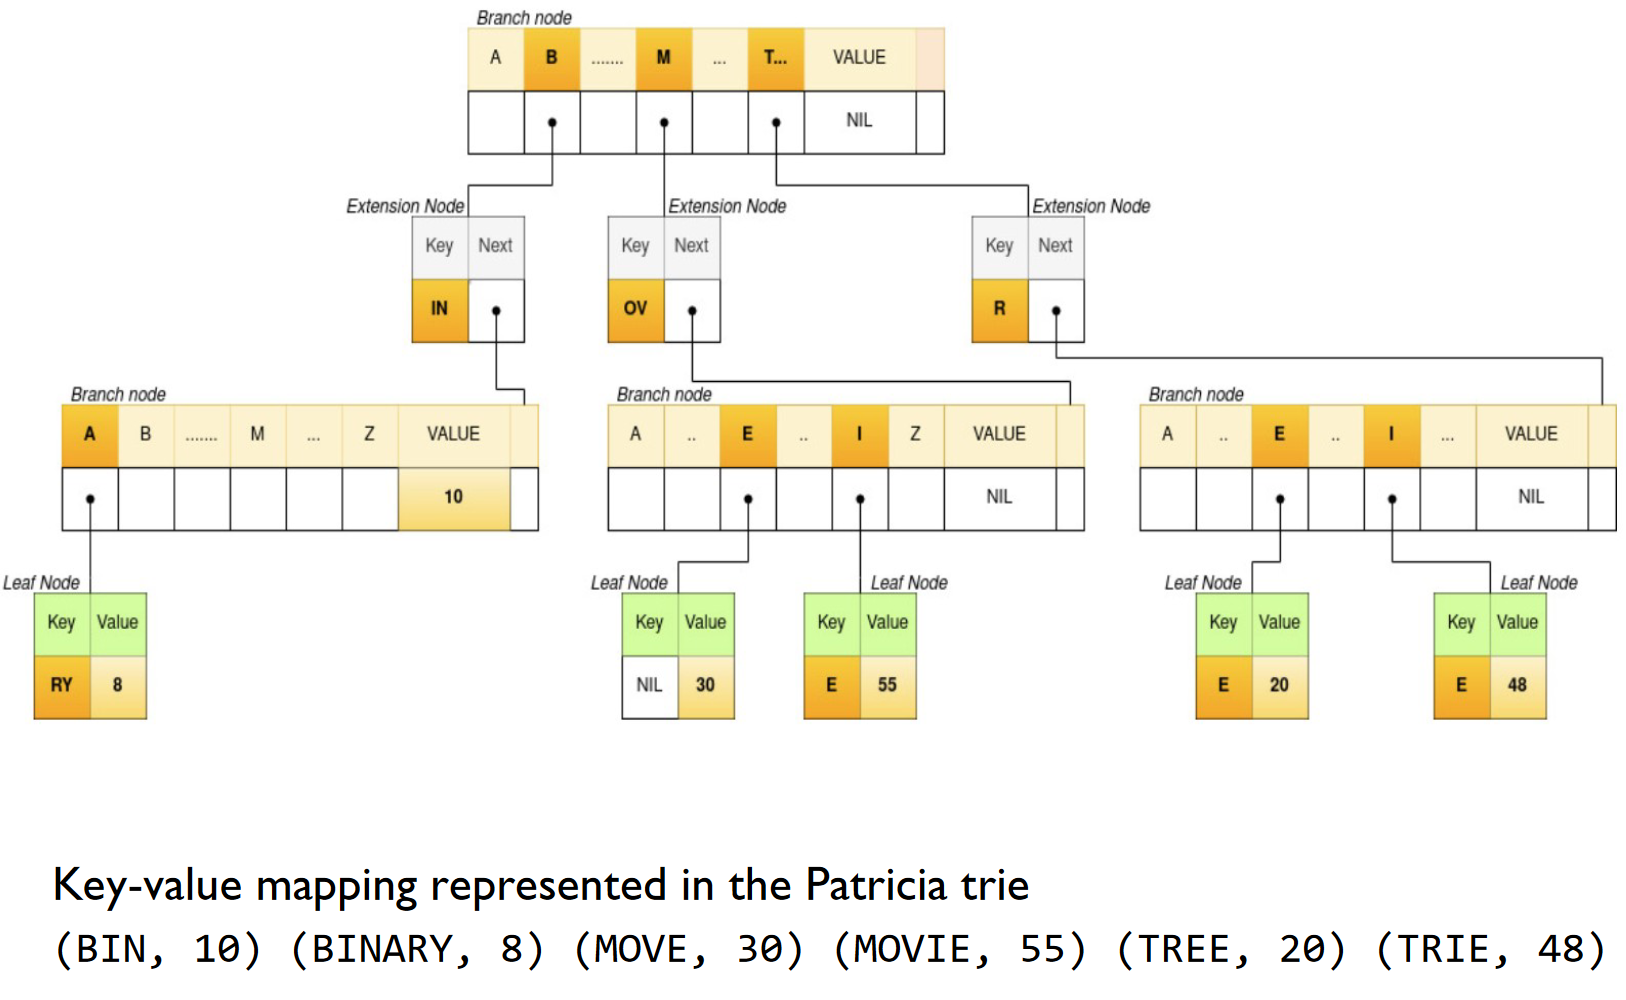 Branch node
A B ....... M ... T... VALUE
NIL
Extension Node Extension Node Extension Node
Key Next Key Next Key Next
IN OV R
Branch node Branch node Branch node
A B ....... M ... Z VALUE A .. E .. I Z VALUE A .. E .. I ... VALUE
10 NIL NIL
Leaf Node Leaf Node Leaf Node Leaf Node Leaf Node
Key Value Key Value Key Value Key Value Key Value
RY 8 NIL 30 E 55 E 20 E 48
Key-value mapping represented in the Patricia trie
(BIN, 10) (BINARY, 8) (MOVE, 30) (MOVIE, 55) (TREE, 20) (TRIE, 48)